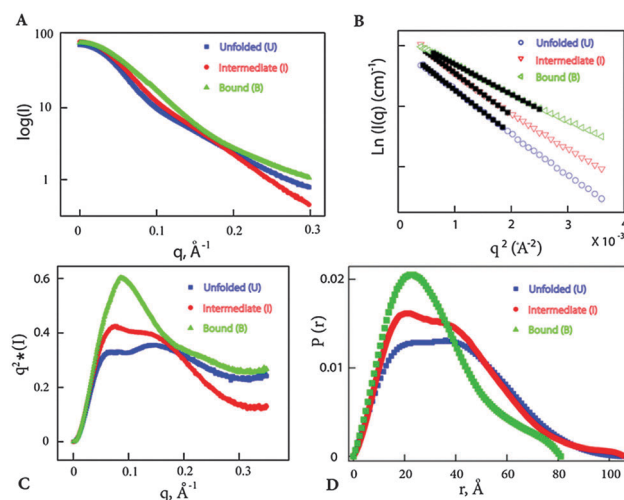 A
100
10
1
log(I)
0
0.1
0.2
0.3
q, Å⁻¹
Unfolded (U)
Intermediate (I)
Bound (B)
B
Ln (I(q) (cm)⁻¹)
0
1
2
3
4
q² (Å⁻²)
X 10⁻³
Unfolded (U)
Intermediate (I)
Bound (B)
0.6
0.4
0.2
0
q²*(I)
0
0.1
0.2
0.3
C
q, Å⁻¹
Unfolded (U)
Intermediate (I)
Bound (B)
0.02
0.01
0
P (r)
0
20
40
60
80
100
D
r, Å
Unfolded (U)
Intermediate (I)
Bound (B)